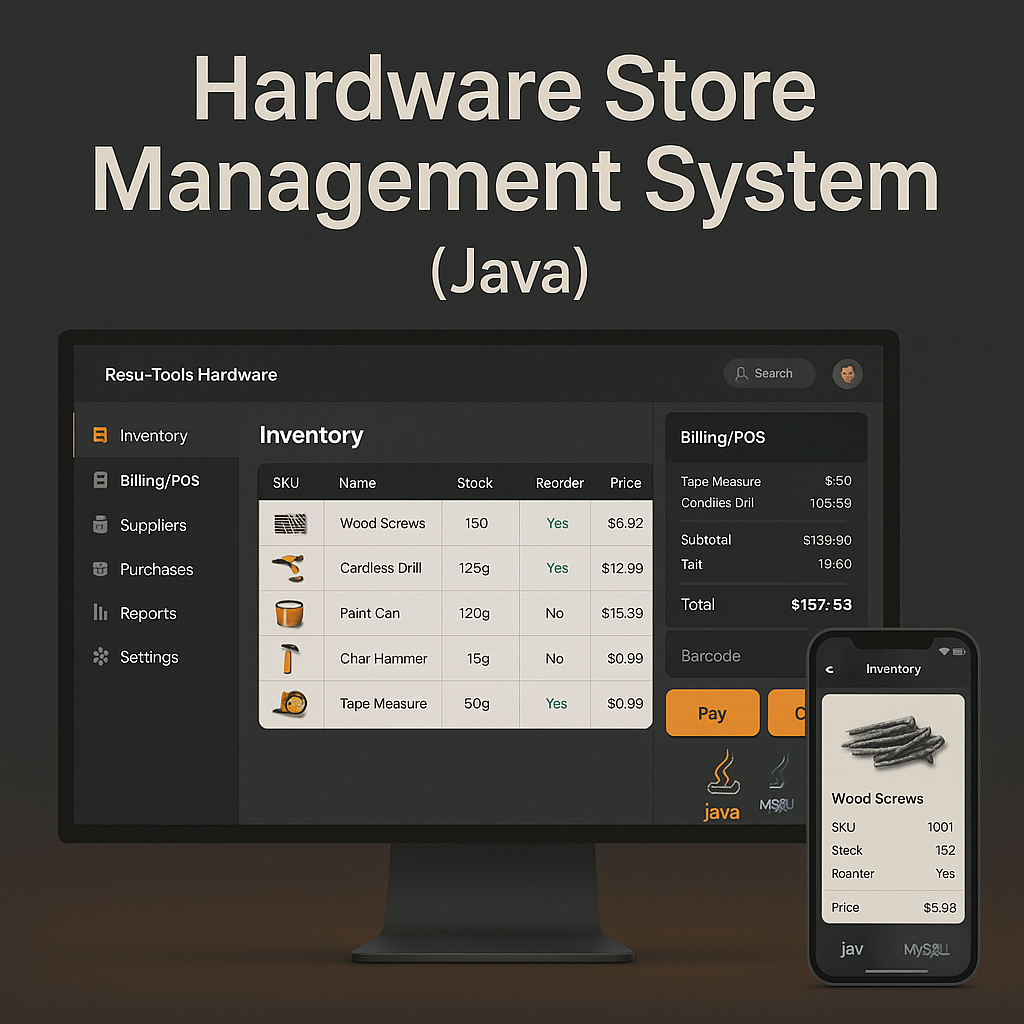 Hardware Store
Management System
(Java)
Resu-Tools Hardware
Search
Inventory
Billing/POS
Suppliers
Purchases
Reports
Settings
Inventory
SKU Name Stock Reorder Price
Wood Screws 150 Yes $6.92
Cardless Drill 125g Yes $12.99
Paint Can 120g No $15.39
Char Hammer 15g No $0.99
Tape Measure 50g Yes $0.99
Billing/POS
Tape Measure $:50
Condiies Dril 105:59
Subtotal $139:90
Tait 19:60
Total $157:53
Barcode
Pay
C
java
Inventory
Wood Screws
SKU 1001
Steck 152
Roanter Yes
Price $5.98
jav